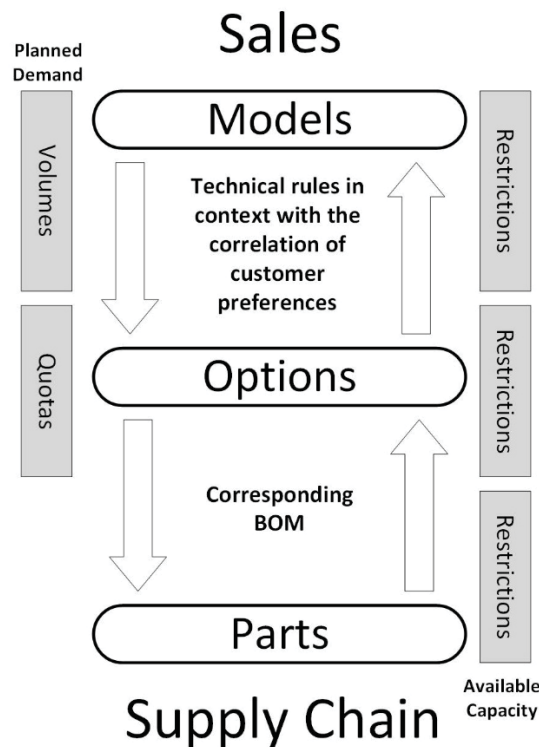 Sales
Planned
Demand
Models
Volumes
Restrictions
Technical rules in
context with the
correlation of
customer
preferences
Options
Quotas
Restrictions
Corresponding
BOM
Restrictions
Parts
Available
Capacity
Supply Chain